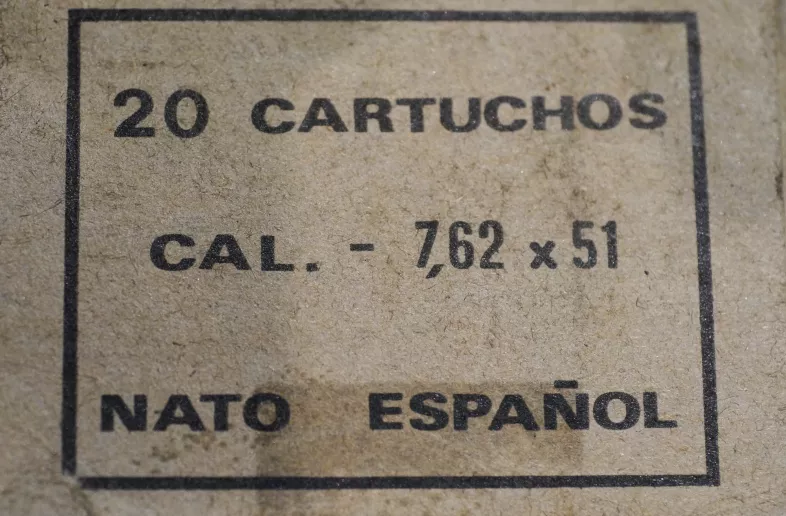 20 CARTUCHOS
CAL. - 7,62 x 51
NATO ESPAÑOL